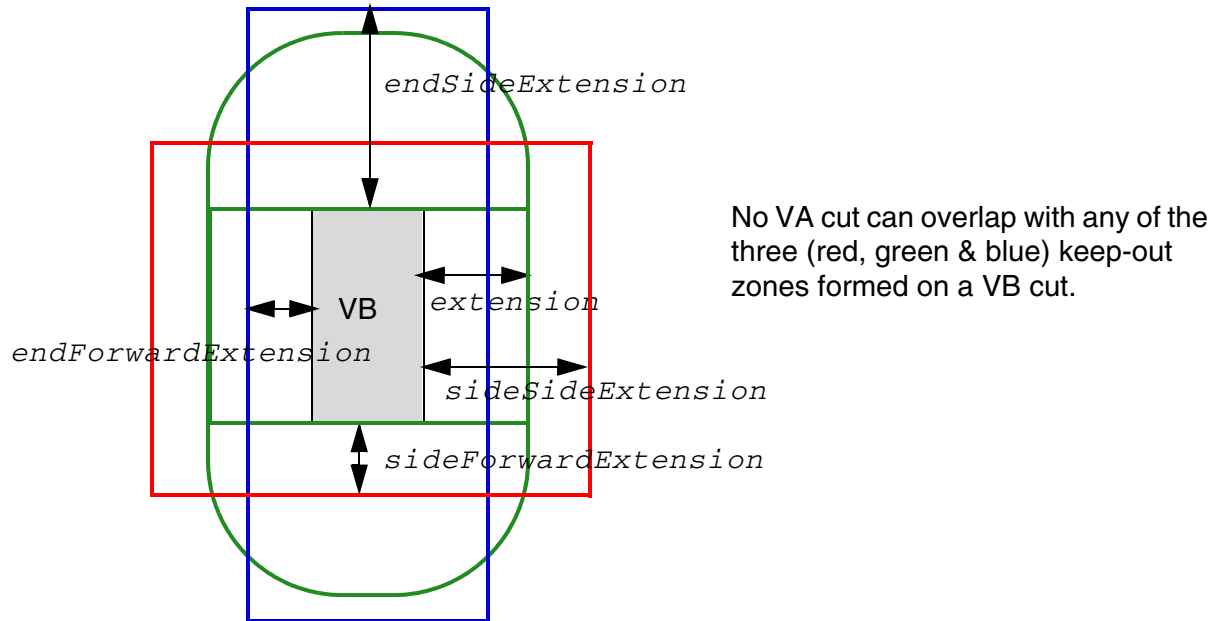 endSideExtension
No VA cut can overlap with any of the
three (red, green & blue) keep-out
zones formed on a VB cut.
VB
extension
endForwardExtension
sideSideExtension
sideForwardExtension